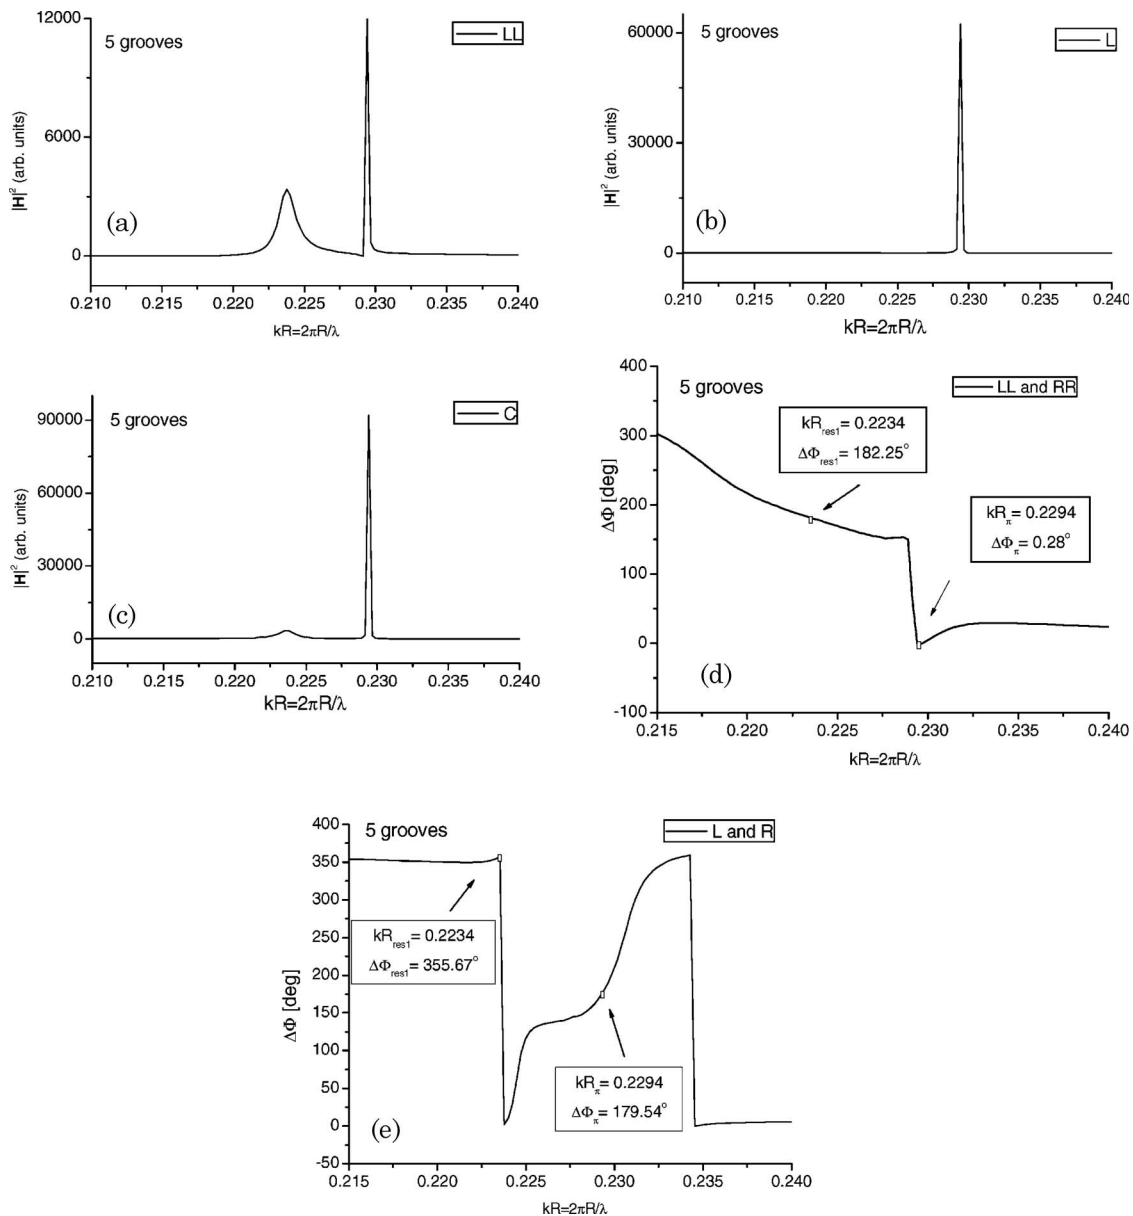 12000
6000
0
|H|² (arb. units)
5 grooves
LL
(a)
0.210 0.215 0.220 0.225 0.230 0.235 0.240
kR=2πR/λ
60000
30000
0
|H|² (arb. units)
5 grooves
L
(b)
0.210 0.215 0.220 0.225 0.230 0.235 0.240
kR=2πR/λ
90000
60000
30000
0
|H|² (arb. units)
5 grooves
C
(c)
0.210 0.215 0.220 0.225 0.230 0.235 0.240
kR=2πR/λ
400
300
200
100
0
-100
ΔΦ [deg]
5 grooves
LL and RR
kR_res1= 0.2234
ΔΦ_res1= 182.25°
kR_π= 0.2294
ΔΦ_π= 0.28°
(d)
0.215 0.220 0.225 0.230 0.235 0.240
kR=2πR/λ
400
350
300
250
200
150
100
50
0
-50
ΔΦ [deg]
5 grooves
L and R
kR_res1= 0.2234
ΔΦ_res1= 355.67°
kR_π= 0.2294
ΔΦ_π= 179.54°
(e)
0.215 0.220 0.225 0.230 0.235 0.240
kR=2πR/λ